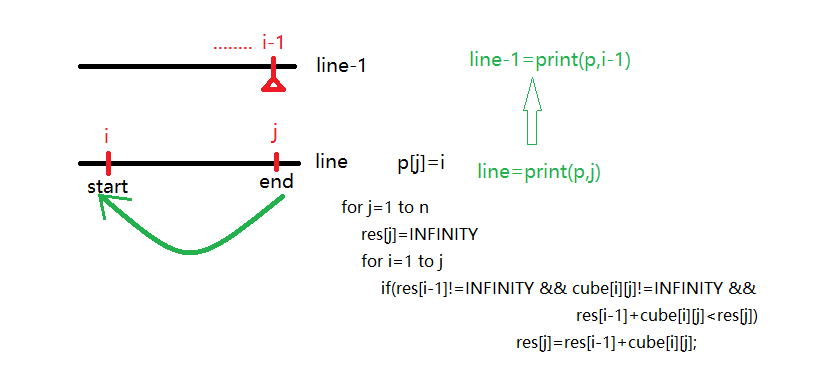 ........ i-1
line-1
line-1=print(p,i-1)
i
j
line
p[j]=i
line=print(p,j)
start
end
for j=1 to n
res[j]=INFINITY
for i=1 to j
if(res[i-1]!=INFINITY && cube[i][j]!=INFINITY &&
res[i-1]+cube[i][j]<res[j])
res[j]=res[i-1]+cube[i][j];